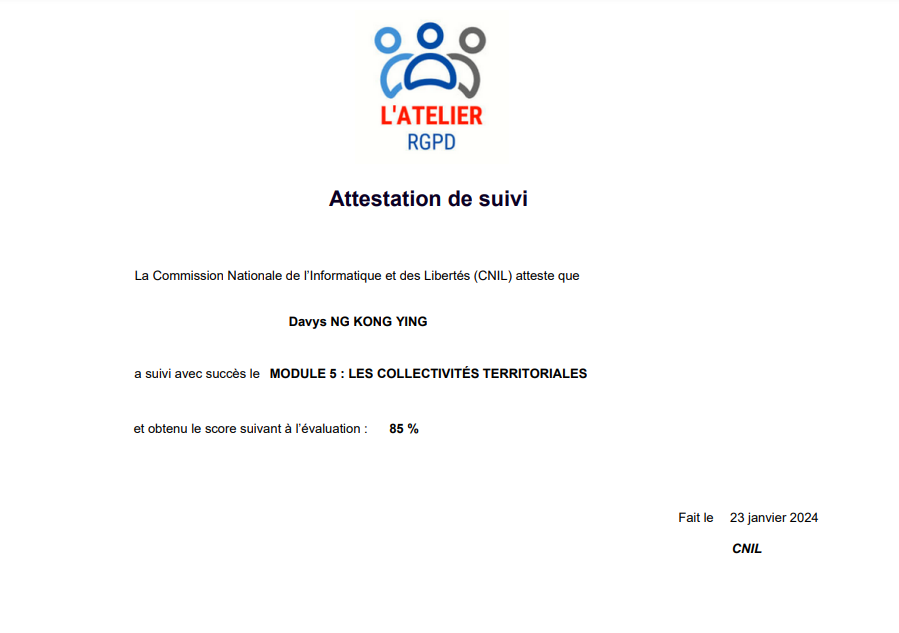 L'ATELIER
RGPD
Attestation de suivi
La Commission Nationale de l'Informatique et des Libertés (CNIL) atteste que
Davys NG KONG YING
a suivi avec succès le MODULE 5 : LES COLLECTIVITÉS TERRITORIALES
et obtenu le score suivant à l'évaluation : 85 %
Fait le 23 janvier 2024
CNIL